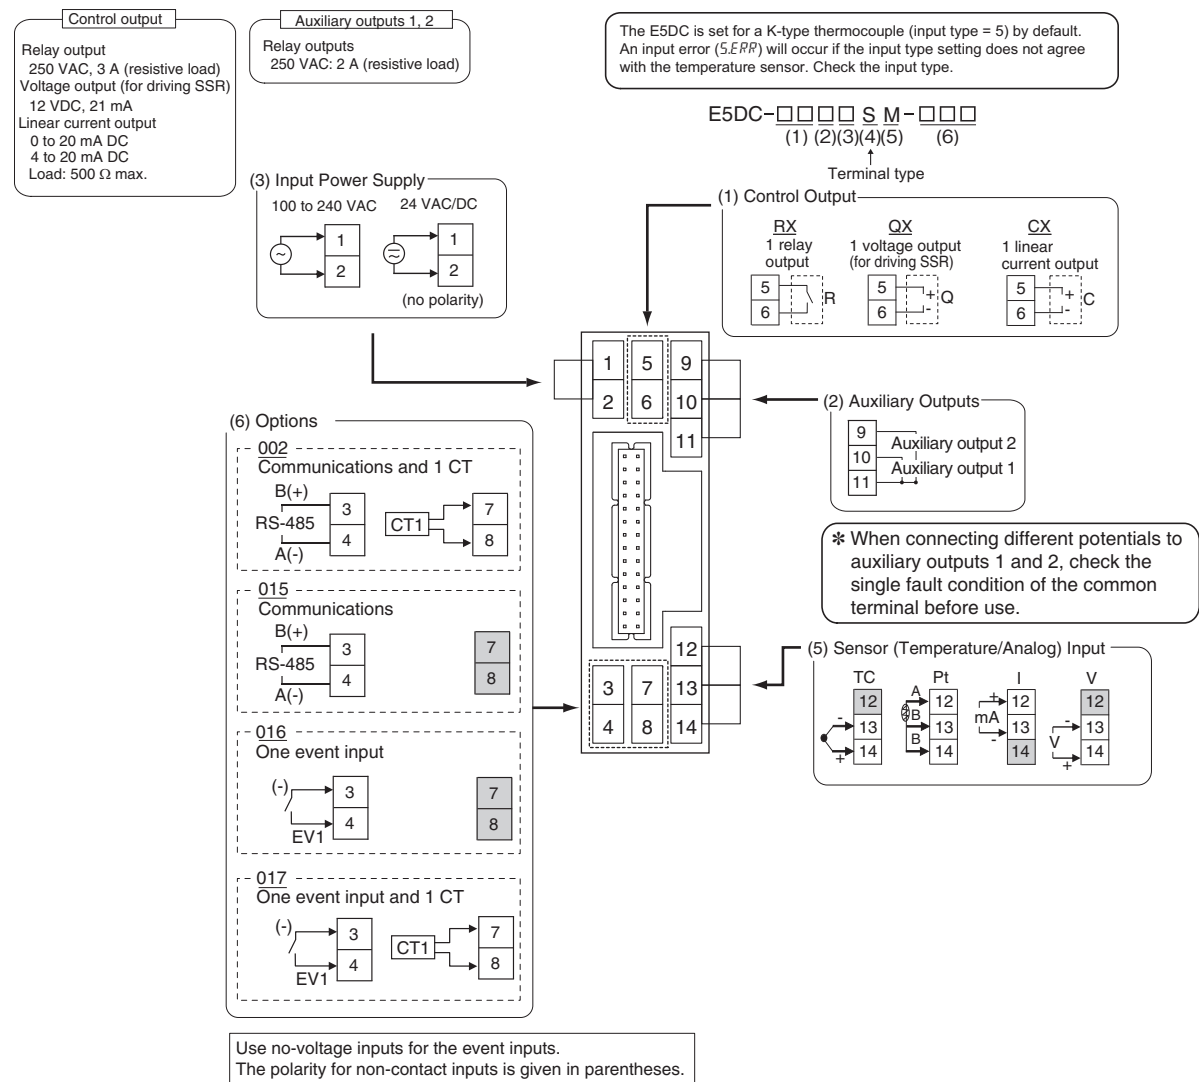 Control output
Relay output
250 VAC, 3 A (resistive load)
Voltage output (for driving SSR)
12 VDC, 21 mA
Linear current output
0 to 20 mA DC
4 to 20 mA DC
Load: 500 Ω max.
Auxiliary outputs 1, 2
Relay outputs
250 VAC: 2 A (resistive load)
The E5DC is set for a K-type thermocouple (input type = 5) by default.
An input error (S.ERR) will occur if the input type setting does not agree
with the temperature sensor. Check the input type.
E5DC-□□□□ S M-□□□
(1) (2)(3)(4)(5) (6)
Terminal type
(3) Input Power Supply
100 to 240 VAC
1
2
24 VAC/DC
1
2
(no polarity)
(1) Control Output
RX
1 relay
output
5
6
R
QX
1 voltage output
(for driving SSR)
5
6
+
-
Q
CX
1 linear
current output
5
6
+
-
C
1
2
5
6
9
10
11
3
4
7
8
12
13
14
(2) Auxiliary Outputs
9
10
11
Auxiliary output 2
Auxiliary output 1
✻ When connecting different potentials to
auxiliary outputs 1 and 2, check the
single fault condition of the common
terminal before use.
(5) Sensor (Temperature/Analog) Input
TC
12
13
14
-
+
Pt
A
B
B
12
13
14
I
+
mA
-
12
13
14
V
-
V
+
12
13
14
(6) Options
002
Communications and 1 CT
B(+)
RS-485
A(-)
3
4
CT1
7
8
015
Communications
B(+)
RS-485
A(-)
3
4
7
8
016
One event input
(-)
EV1
3
4
7
8
017
One event input and 1 CT
(-)
EV1
3
4
CT1
7
8
Use no-voltage inputs for the event inputs.
The polarity for non-contact inputs is given in parentheses.